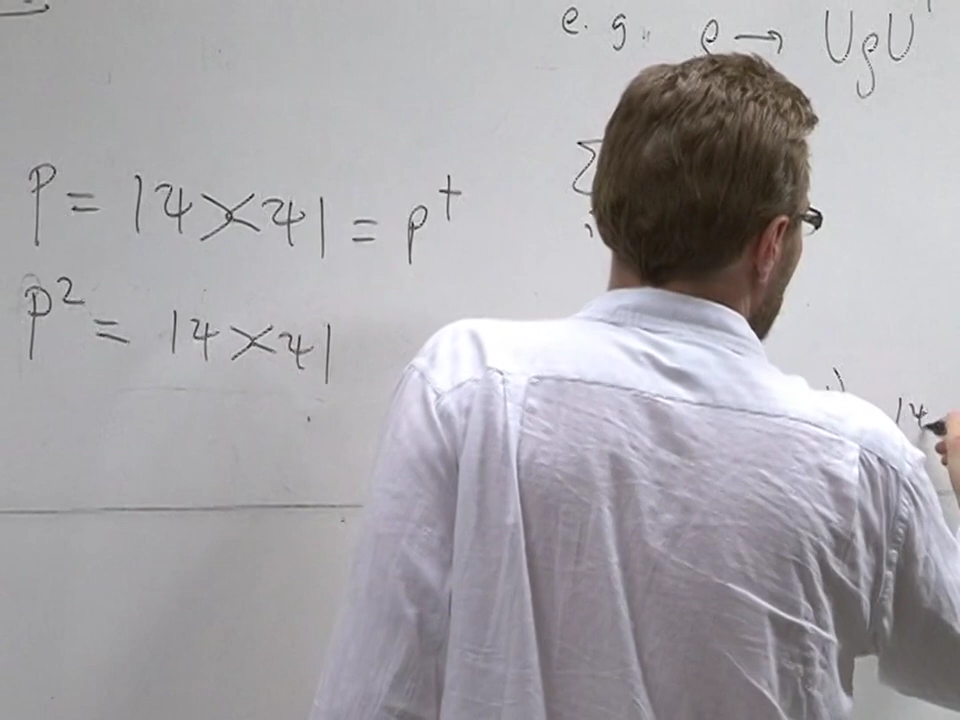 e.g. ρ → UρU†
P = |ψ><ψ| = P†
Σ
i
P² = |ψ><ψ|
|ψ